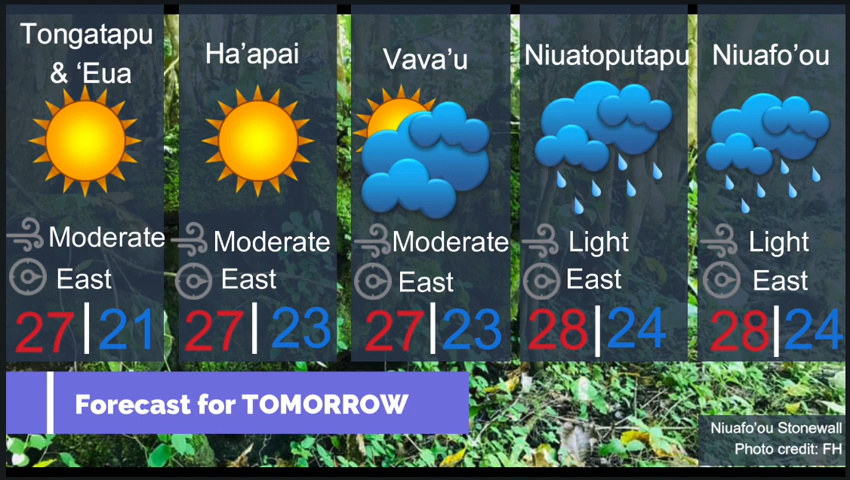 Tongatapu
& ‘Eua
Moderate
East
27|21
Ha’apai
Moderate
East
27|23
Vava’u
Moderate
East
27|23
Niuatoputapu
Light
East
28|24
Niuafo’ou
Light
East
28|24
Forecast for TOMORROW
Niuafo’ou Stonewall
Photo credit: FH